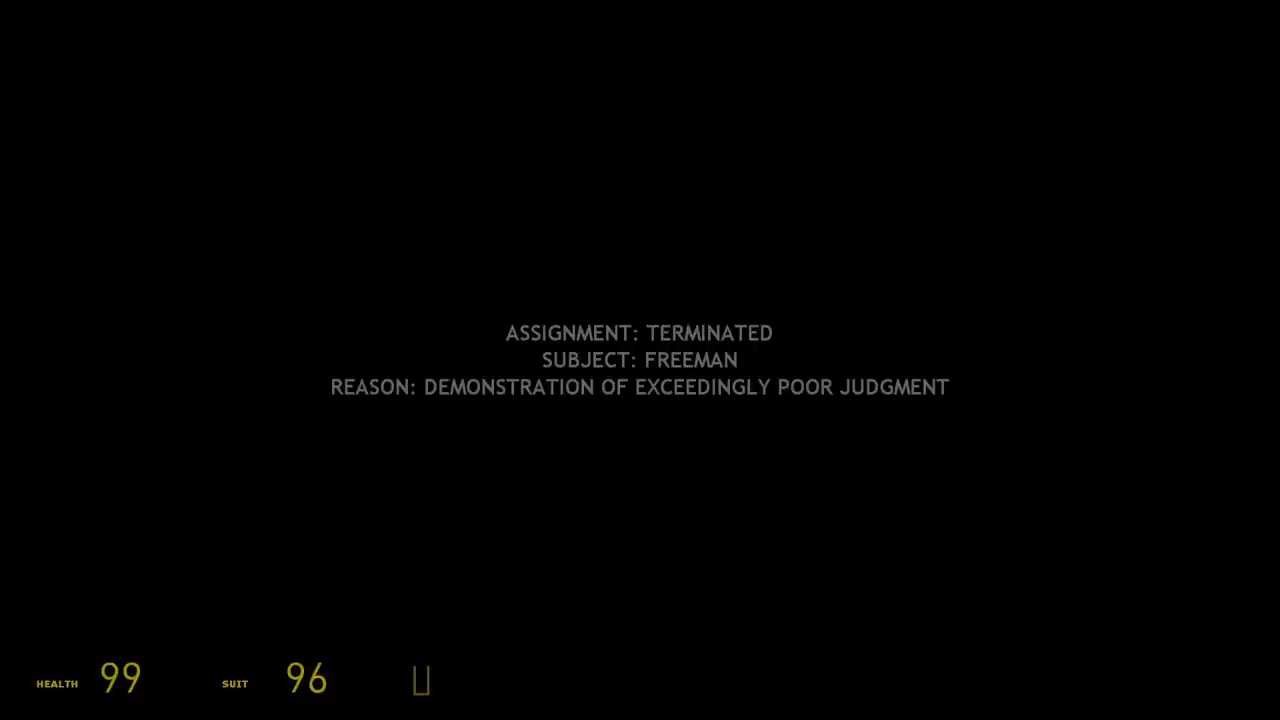 ASSIGNMENT: TERMINATED
SUBJECT: FREEMAN
REASON: DEMONSTRATION OF EXCEEDINGLY POOR JUDGMENT
HEALTH 99 SUIT 96